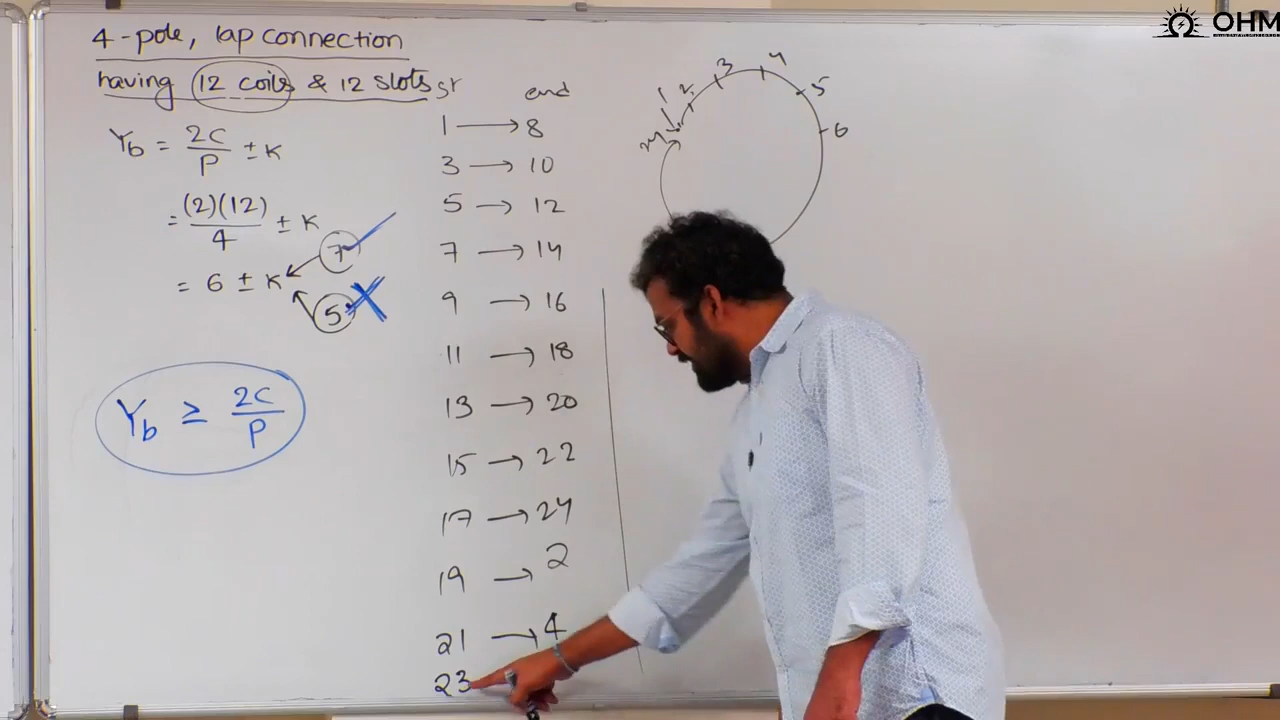 4-pole, lap connection
having 12 coils & 12 slots
Yb = 2C/P ± K
= (2)(12)/4 ± K
= 6 ± K
7
5
Yb ≥ 2C/P
St end
1 → 8
3 → 10
5 → 12
7 → 14
9 → 16
11 → 18
13 → 20
15 → 22
17 → 24
19 → 2
21 → 4
23
1 2 3 4 5 6
24
OHM